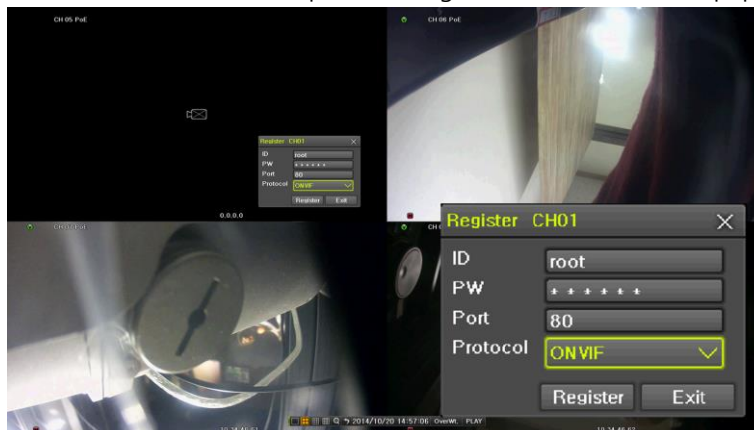 CH 05 PoE
CH 06 PoE
Register CH01
ID root
PW ******
Port 80
Protocol ONVIF
Register Exit
0.0.0.0
Register CH01
ID root
PW ******
Port 80
Protocol ONVIF
Register Exit
2014/10/20 14:57:06 OverWt. PLAY